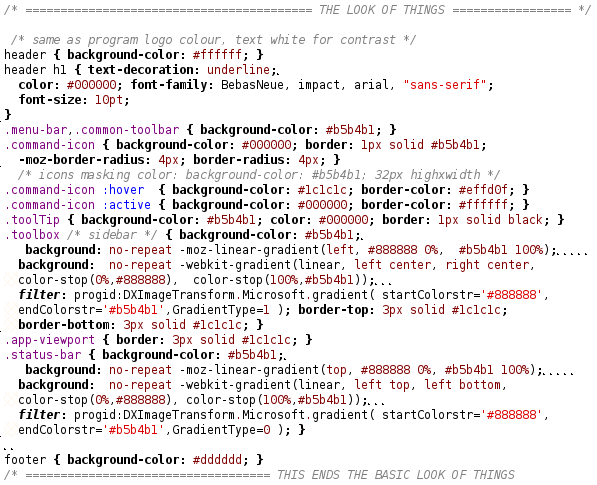 /* ========================================= THE LOOK OF THINGS ================= */
/* same as program logo colour, text white for contrast */
header { background-color: #ffffff; }
header h1 { text-decoration: underline;
color: #000000; font-family: BebasNeue, impact, arial, "sans-serif";
font-size: 10pt;
}
.menu-bar,.common-toolbar { background-color: #b5b4b1; }
.command-icon { background-color: #000000; border: 1px solid #b5b4b1;
-moz-border-radius: 4px; border-radius: 4px; }
/* icons masking color: background-color: #b5b4b1; 32px highxwidth */
.command-icon :hover  { background-color: #1c1c1c; border-color: #effd0f; }
.command-icon :active { background-color: #000000; border-color: #ffffff; }
.toolTip { background-color: #b5b4b1; color: #000000; border: 1px solid black; }
.toolbox /* sidebar */ { background-color: #b5b4b1;
background: no-repeat -moz-linear-gradient(left, #888888 0%,  #b5b4b1 100%);
background:  no-repeat -webkit-gradient(linear, left center, right center,
color-stop(0%,#888888),  color-stop(100%,#b5b4b1));
filter: progid:DXImageTransform.Microsoft.gradient( startColorstr='#888888',
endColorstr='#b5b4b1',GradientType=1 ); border-top: 3px solid #1c1c1c;
border-bottom: 3px solid #1c1c1c; }
.app-viewport { border: 3px solid #1c1c1c; }
.status-bar { background-color: #b5b4b1;
background: no-repeat -moz-linear-gradient(top, #888888 0%, #b5b4b1 100%);
background:  no-repeat -webkit-gradient(linear, left top, left bottom,
color-stop(0%,#888888), color-stop(100%,#b5b4b1));
filter: progid:DXImageTransform.Microsoft.gradient( startColorstr='#888888',
endColorstr='#b5b4b1',GradientType=0 ); }
footer { background-color: #dddddd; }
/* =================================== THIS ENDS THE BASIC LOOK OF THINGS